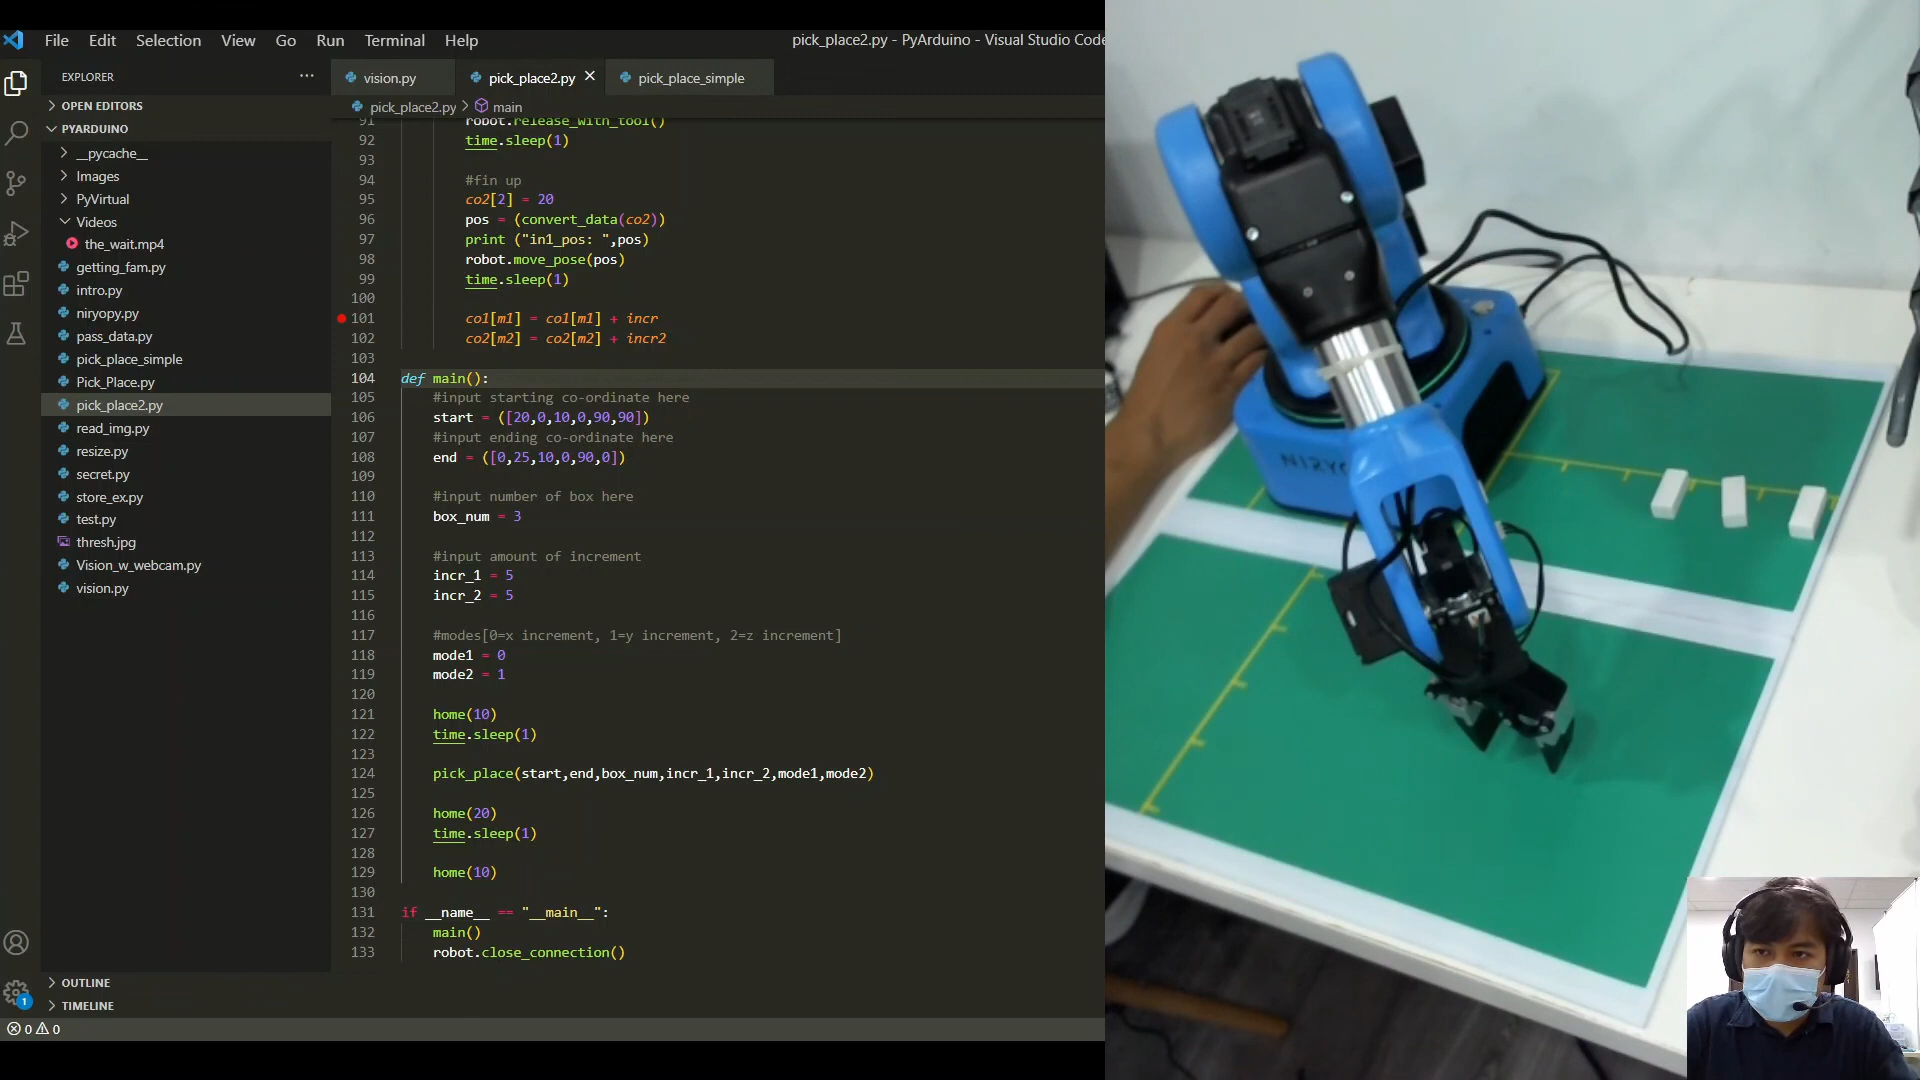 File Edit Selection View Go Run Terminal Help
pick_place2.py - PyArduino - Visual Studio Code
EXPLORER
OPEN EDITORS
PYARDUINO
__pycache__
Images
PyVirtual
Videos
the_wait.mp4
getting_fam.py
intro.py
niryopy.py
pass_data.py
pick_place_simple
Pick_Place.py
pick_place2.py
read_img.py
resize.py
secret.py
store_ex.py
test.py
thresh.jpg
Vision_w_webcam.py
vision.py
OUTLINE
TIMELINE
1
0 0
vision.py pick_place2.py pick_place_simple
pick_place2.py > main
91 robot.release_with_tool()
92 time.sleep(1)
93
94 #fin up
95 co2[2] = 20
96 pos = (convert_data(co2))
97 print ("in1_pos: ",pos)
98 robot.move_pose(pos)
99 time.sleep(1)
100
101 co1[m1] = co1[m1] + incr
102 co2[m2] = co2[m2] + incr2
103
104 def main():
105 #input starting co-ordinate here
106 start = ([20,0,10,0,90,90])
107 #input ending co-ordinate here
108 end = ([0,25,10,0,90,0])
109
110 #input number of box here
111 box_num = 3
112
113 #input amount of increment
114 incr_1 = 5
115 incr_2 = 5
116
117 #modes[0=x increment, 1=y increment, 2=z increment]
118 mode1 = 0
119 mode2 = 1
120
121 home(10)
122 time.sleep(1)
123
124 pick_place(start,end,box_num,incr_1,incr_2,mode1,mode2)
125
126 home(20)
127 time.sleep(1)
128
129 home(10)
130
131 if __name__ == "__main__":
132 main()
133 robot.close_connection()